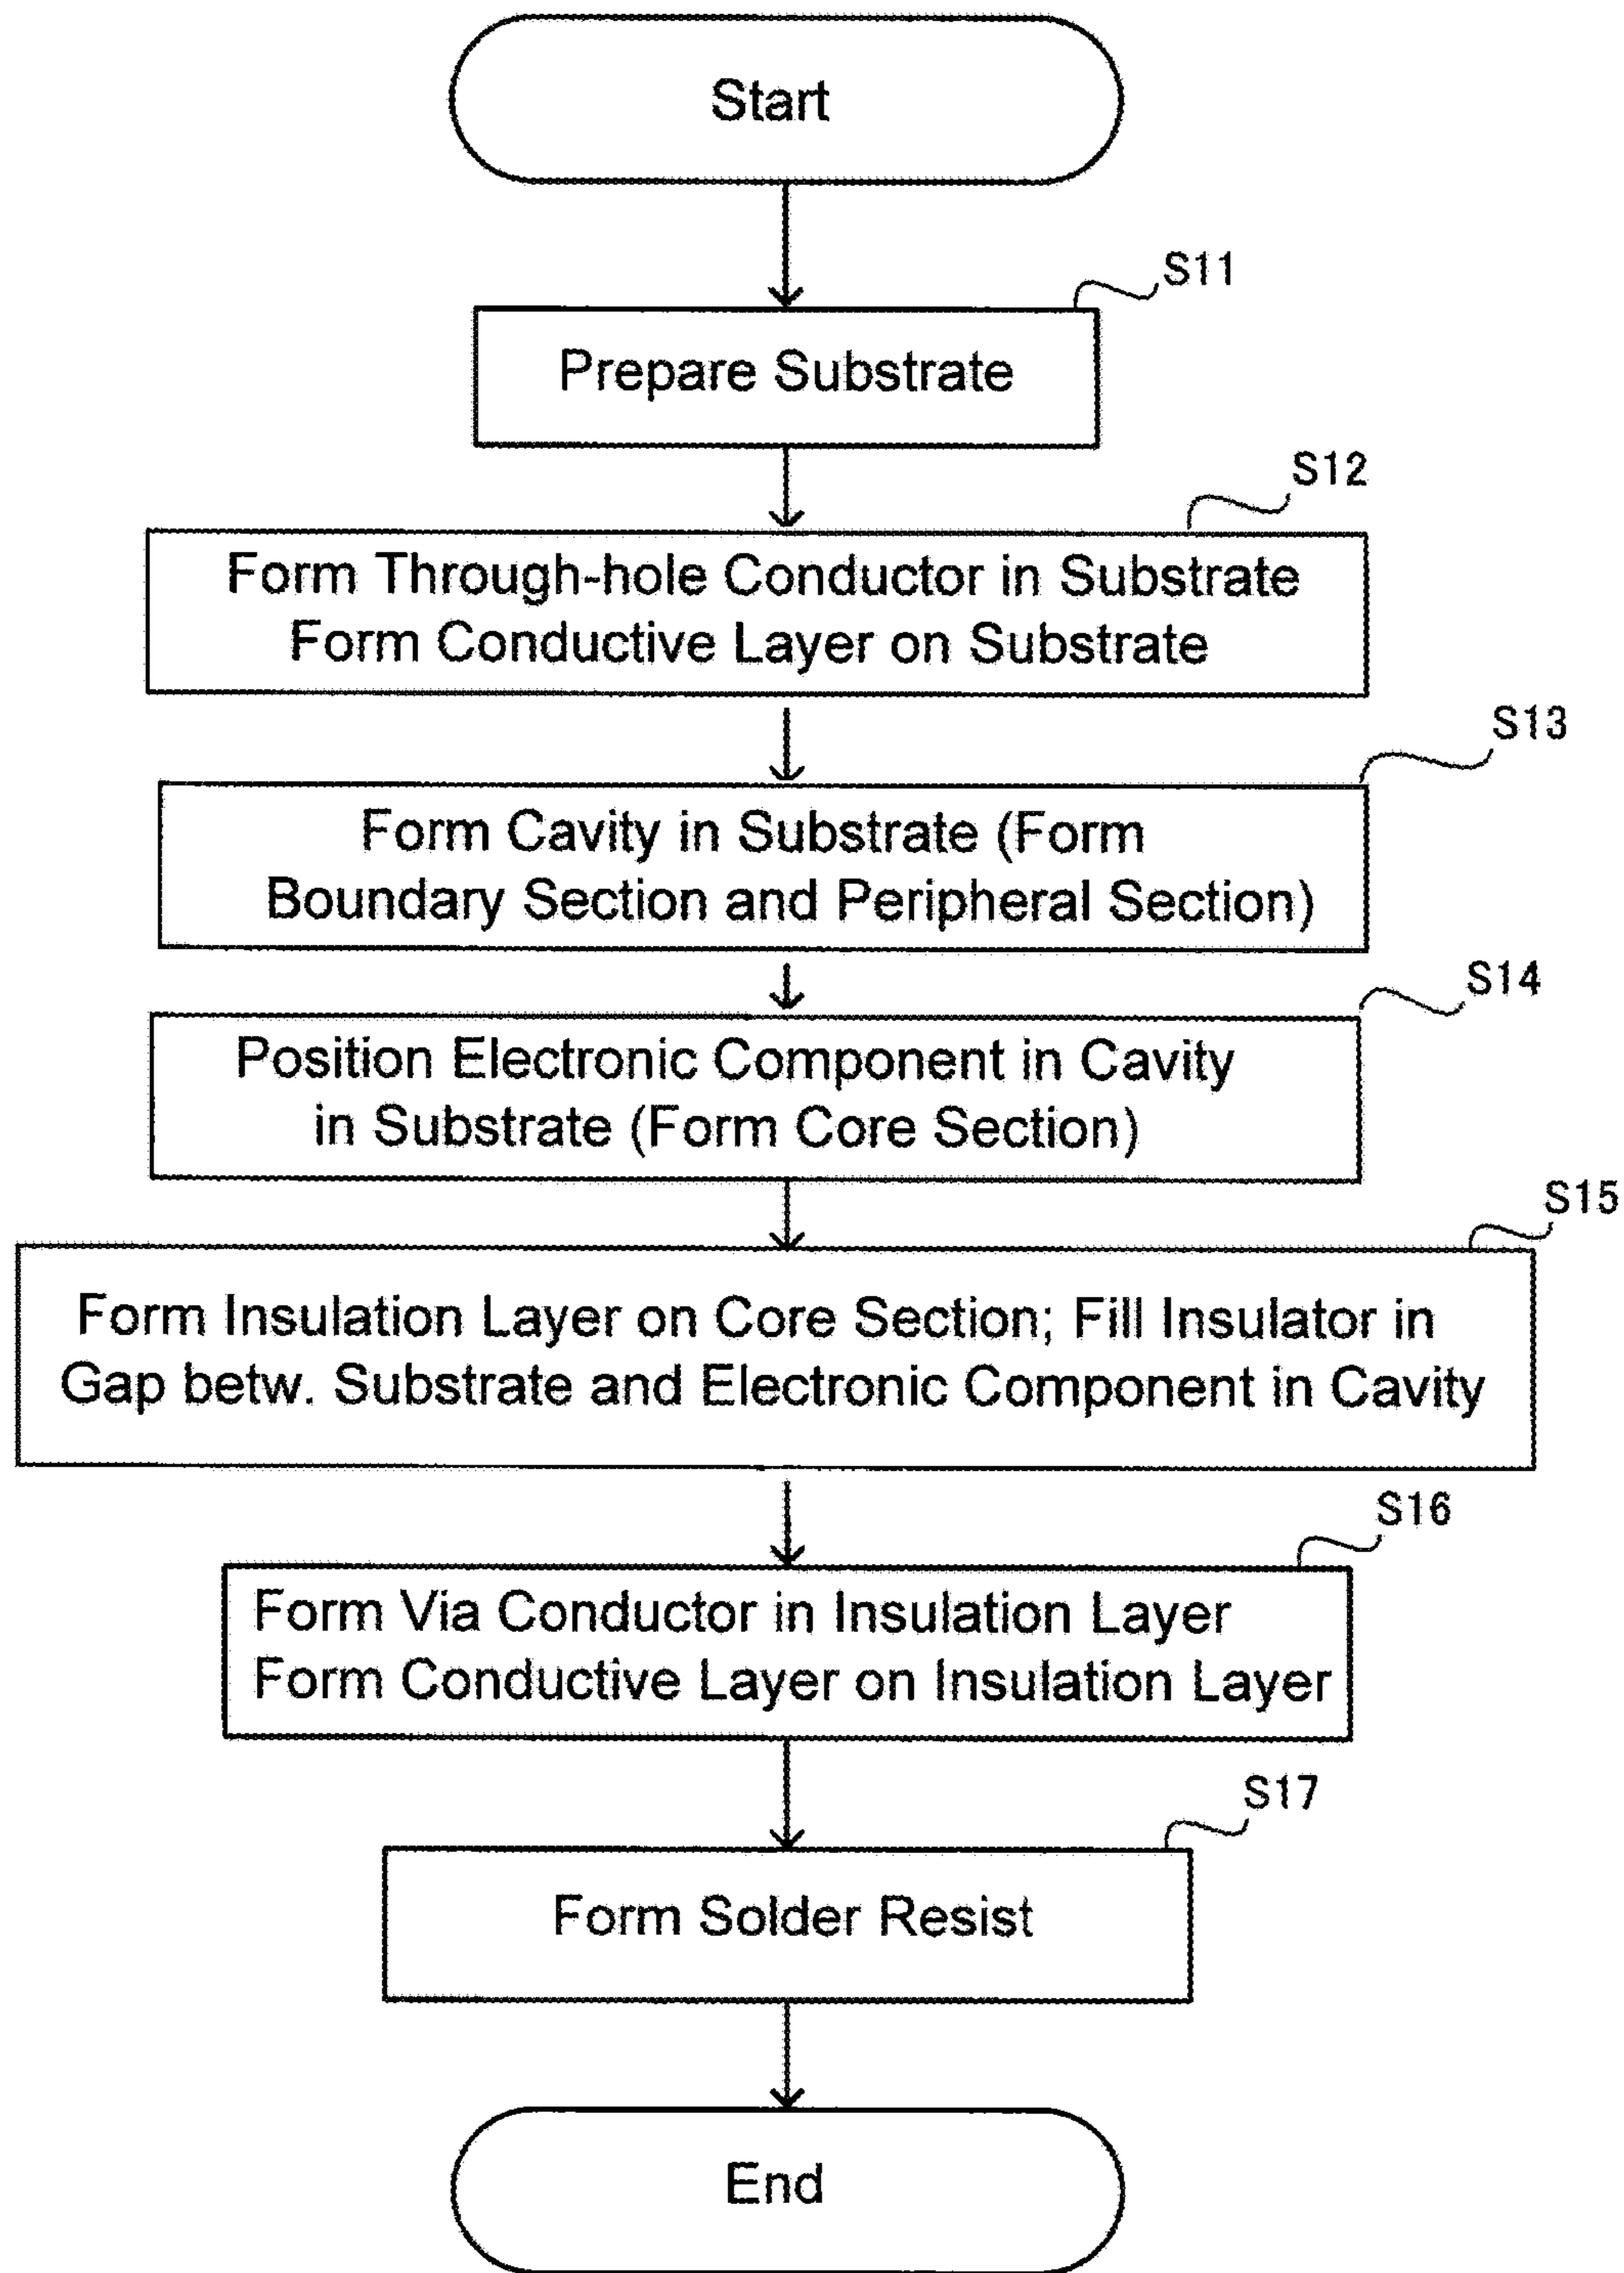 Start
S11
Prepare Substrate
S12
Form Through-hole Conductor in Substrate
Form Conductive Layer on Substrate
S13
Form Cavity in Substrate (Form
Boundary Section and Peripheral Section)
S14
Position Electronic Component in Cavity
in Substrate (Form Core Section)
S15
Form Insulation Layer on Core Section; Fill Insulator in
Gap betw. Substrate and Electronic Component in Cavity
S16
Form Via Conductor in Insulation Layer
Form Conductive Layer on Insulation Layer
S17
Form Solder Resist
End